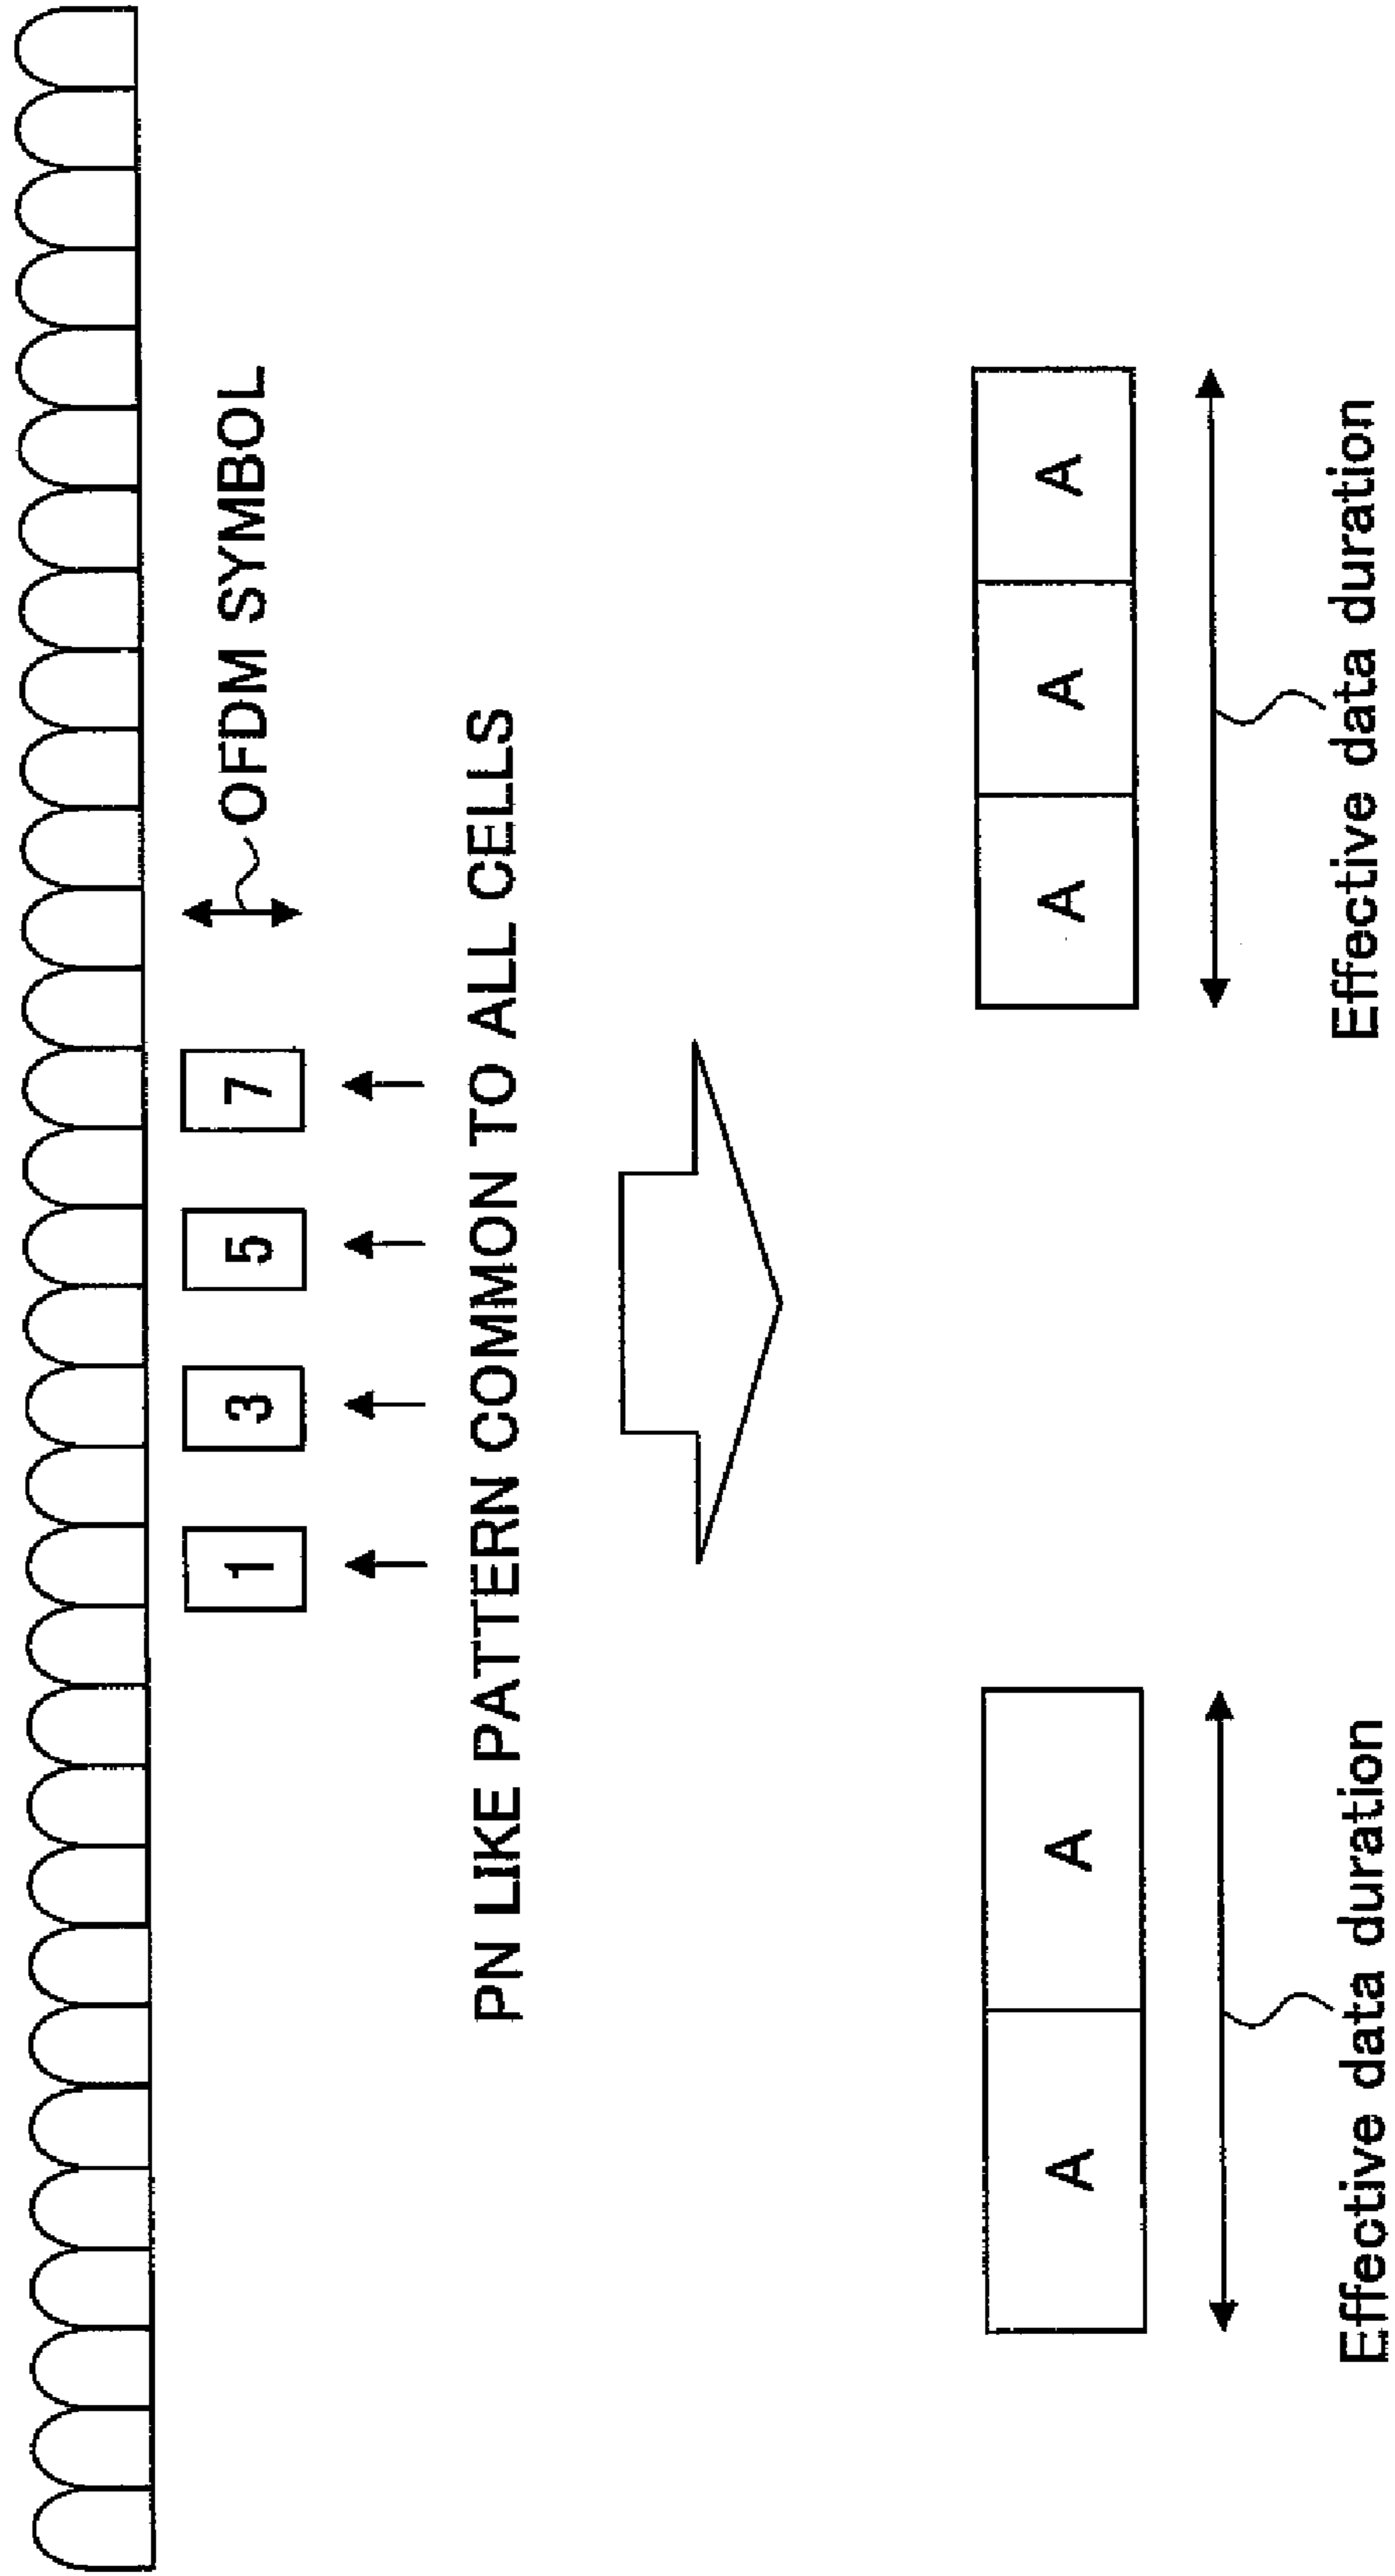 1 3 5 7
OFDM SYMBOL
PN LIKE PATTERN COMMON TO ALL CELLS
A A
A A A
Effective data duration
Effective data duration